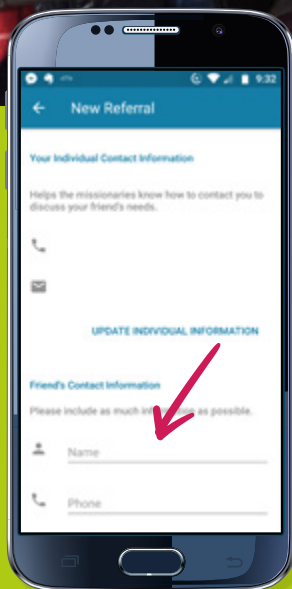 9:32
New Referral
Your Individual Contact Information
Helps the missionaries know how to contact you to
discuss your friend's needs.
UPDATE INDIVIDUAL INFORMATION
Friend's Contact Information
Please include as much information as possible.
Name
Phone